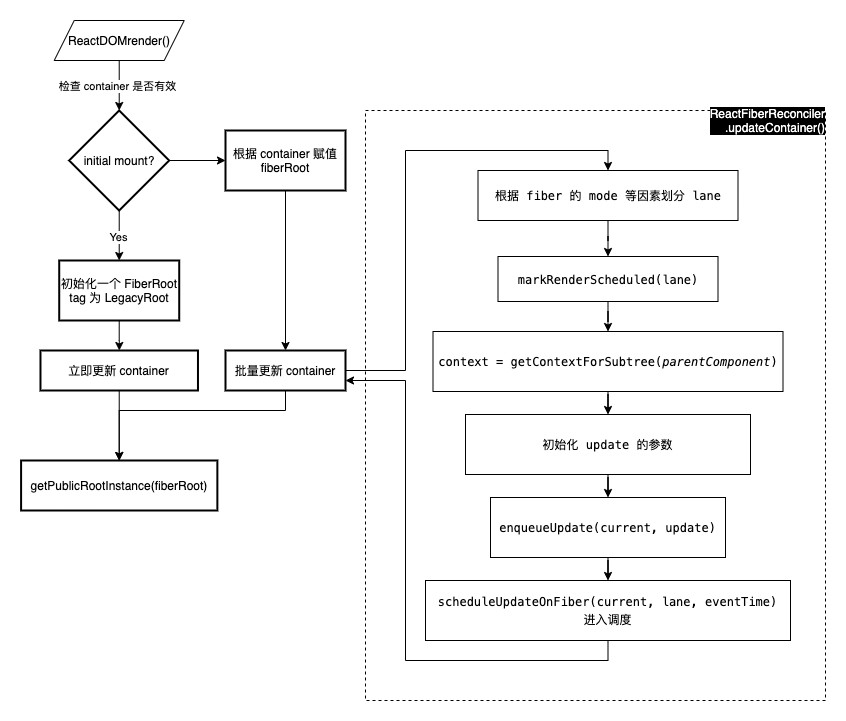 ReactDOMrender()
检查 container 是否有效
initial mount?
根据 container 赋值
fiberRoot
Yes
初始化一个 FiberRoot
tag 为 LegacyRoot
立即更新 container
批量更新 container
getPublicRootInstance(fiberRoot)
ReactFiberReconciler
.updateContainer()
根据 fiber 的 mode 等因素划分 lane
markRenderScheduled(lane)
context = getContextForSubtree(parentComponent)
初始化 update 的参数
enqueueUpdate(current, update)
scheduleUpdateOnFiber(current, lane, eventTime)
进入调度